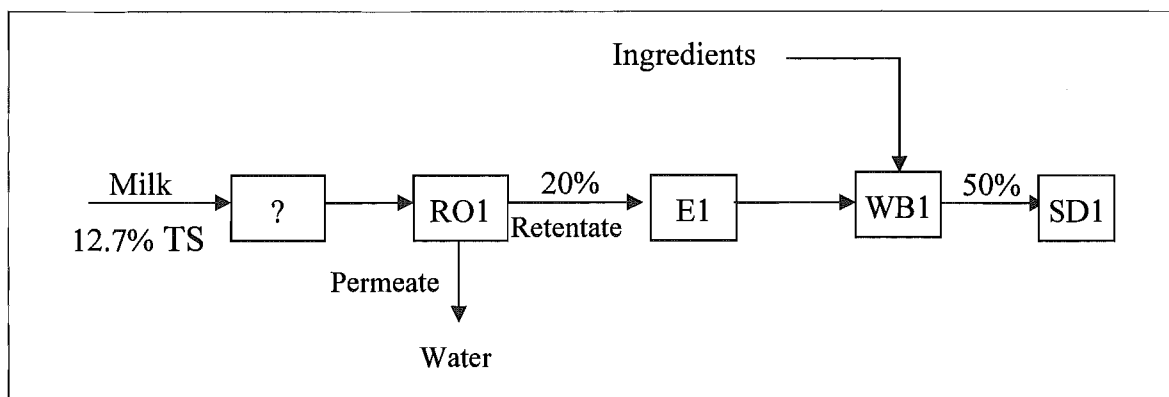 Ingredients
Milk
12.7% TS
?
RO1
20%
Retentate
E1
WB1
50%
SD1
Permeate
Water